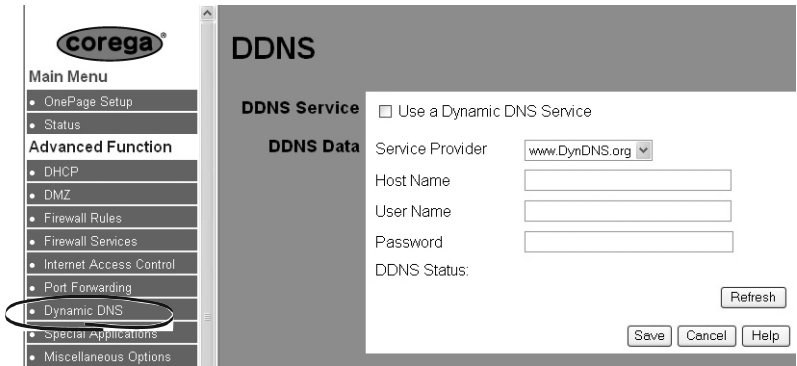 corega®
Main Menu
OnePage Setup
Status
Advanced Function
DHCP
DMZ
Firewall Rules
Firewall Services
Internet Access Control
Port Forwarding
Dynamic DNS
Special Applications
Miscellaneous Options
DDNS
DDNS Service
Use a Dynamic DNS Service
DDNS Data
Service Provider www.DynDNS.org
Host Name
User Name
Password
DDNS Status:
Refresh
Save Cancel Help